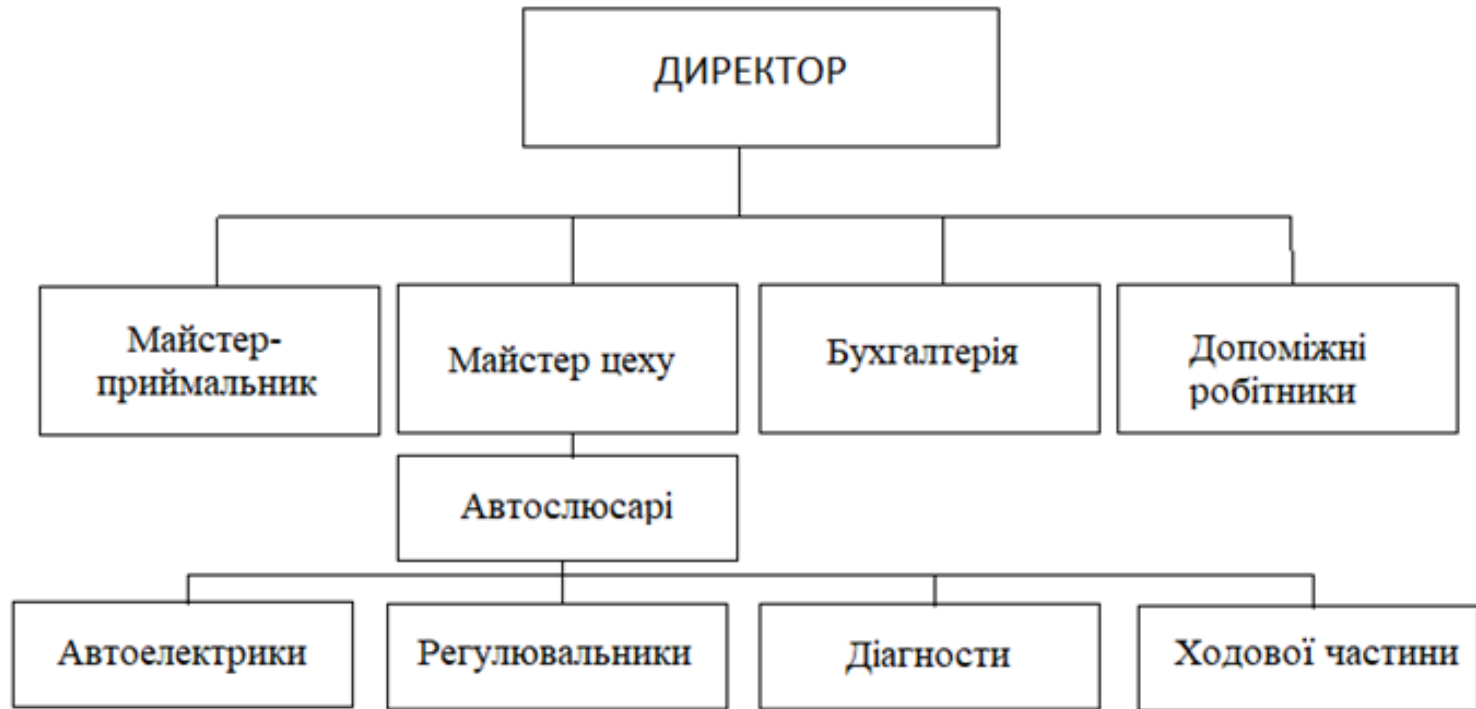 ДИРЕКТОР
Майстер-
приймальник
Майстер цеху
Бухгалтерія
Допоміжні
робітники
Автослюсарі
Автоелектрики
Регулювальники
Діагности
Ходової частини